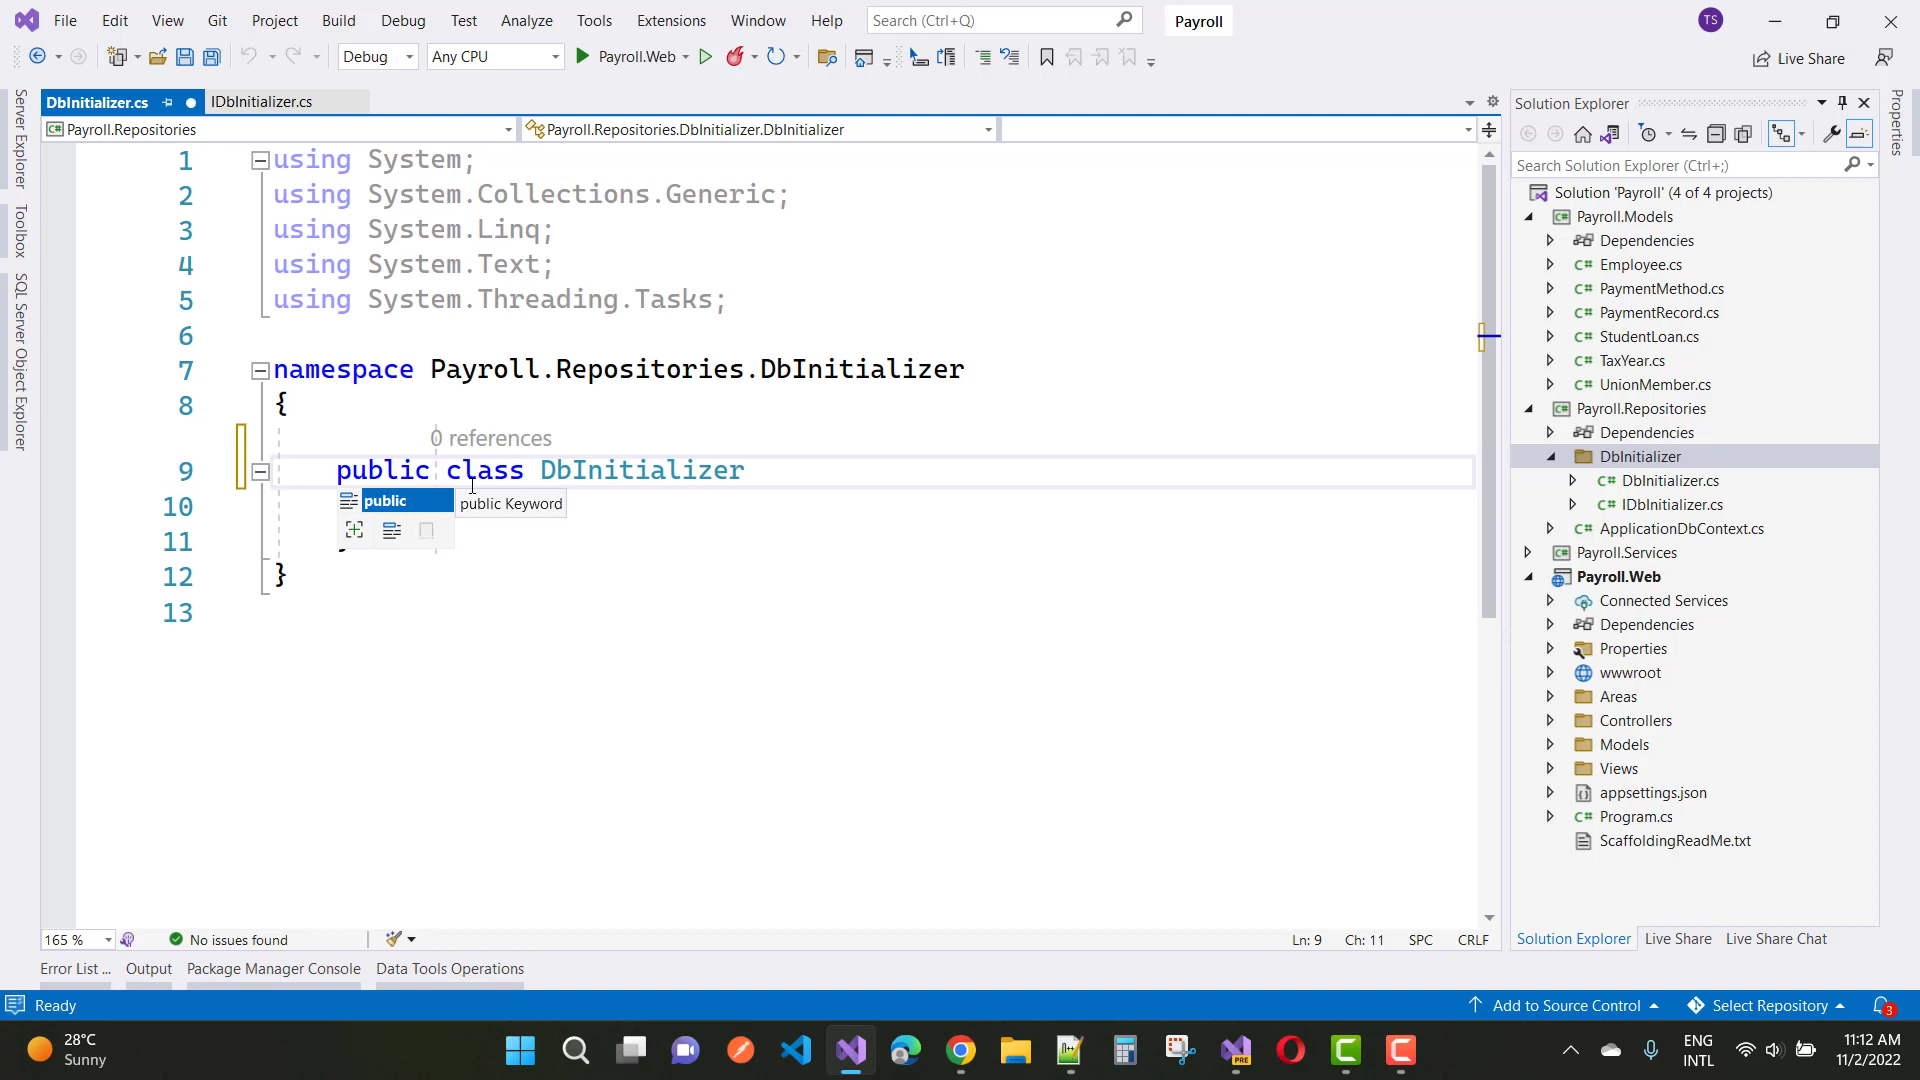 File Edit View Git Project Build Debug Test Analyze Tools Extensions Window Help Search (Ctrl+Q) Payroll TS
Debug Any CPU Payroll.Web Live Share
DbInitializer.cs IDbInitializer.cs
Payroll.Repositories Payroll.Repositories.DbInitializer.DbInitializer
Server Explorer
Toolbox
SQL Server Object Explorer
1 using System;
2 using System.Collections.Generic;
3 using System.Linq;
4 using System.Text;
5 using System.Threading.Tasks;
6
7 namespace Payroll.Repositories.DbInitializer
8 {
0 references
9 public class DbInitializer
10 public public Keyword
11
12 }
13
165 % No issues found Ln: 9 Ch: 11 SPC CRLF
Error List ... Output Package Manager Console Data Tools Operations
Solution Explorer
Search Solution Explorer (Ctrl+;)
Solution 'Payroll' (4 of 4 projects)
C# Payroll.Models
Dependencies
C# Employee.cs
C# PaymentMethod.cs
C# PaymentRecord.cs
C# StudentLoan.cs
C# TaxYear.cs
C# UnionMember.cs
C# Payroll.Repositories
Dependencies
DbInitializer
C# DbInitializer.cs
C# IDbInitializer.cs
C# ApplicationDbContext.cs
C# Payroll.Services
Payroll.Web
Connected Services
Dependencies
Properties
wwwroot
Areas
Controllers
Models
Views
appsettings.json
C# Program.cs
ScaffoldingReadMe.txt
Solution Explorer Live Share Live Share Chat
Properties
Ready Add to Source Control Select Repository 3
28°C
Sunny
ENG
INTL
11:12 AM
11/2/2022